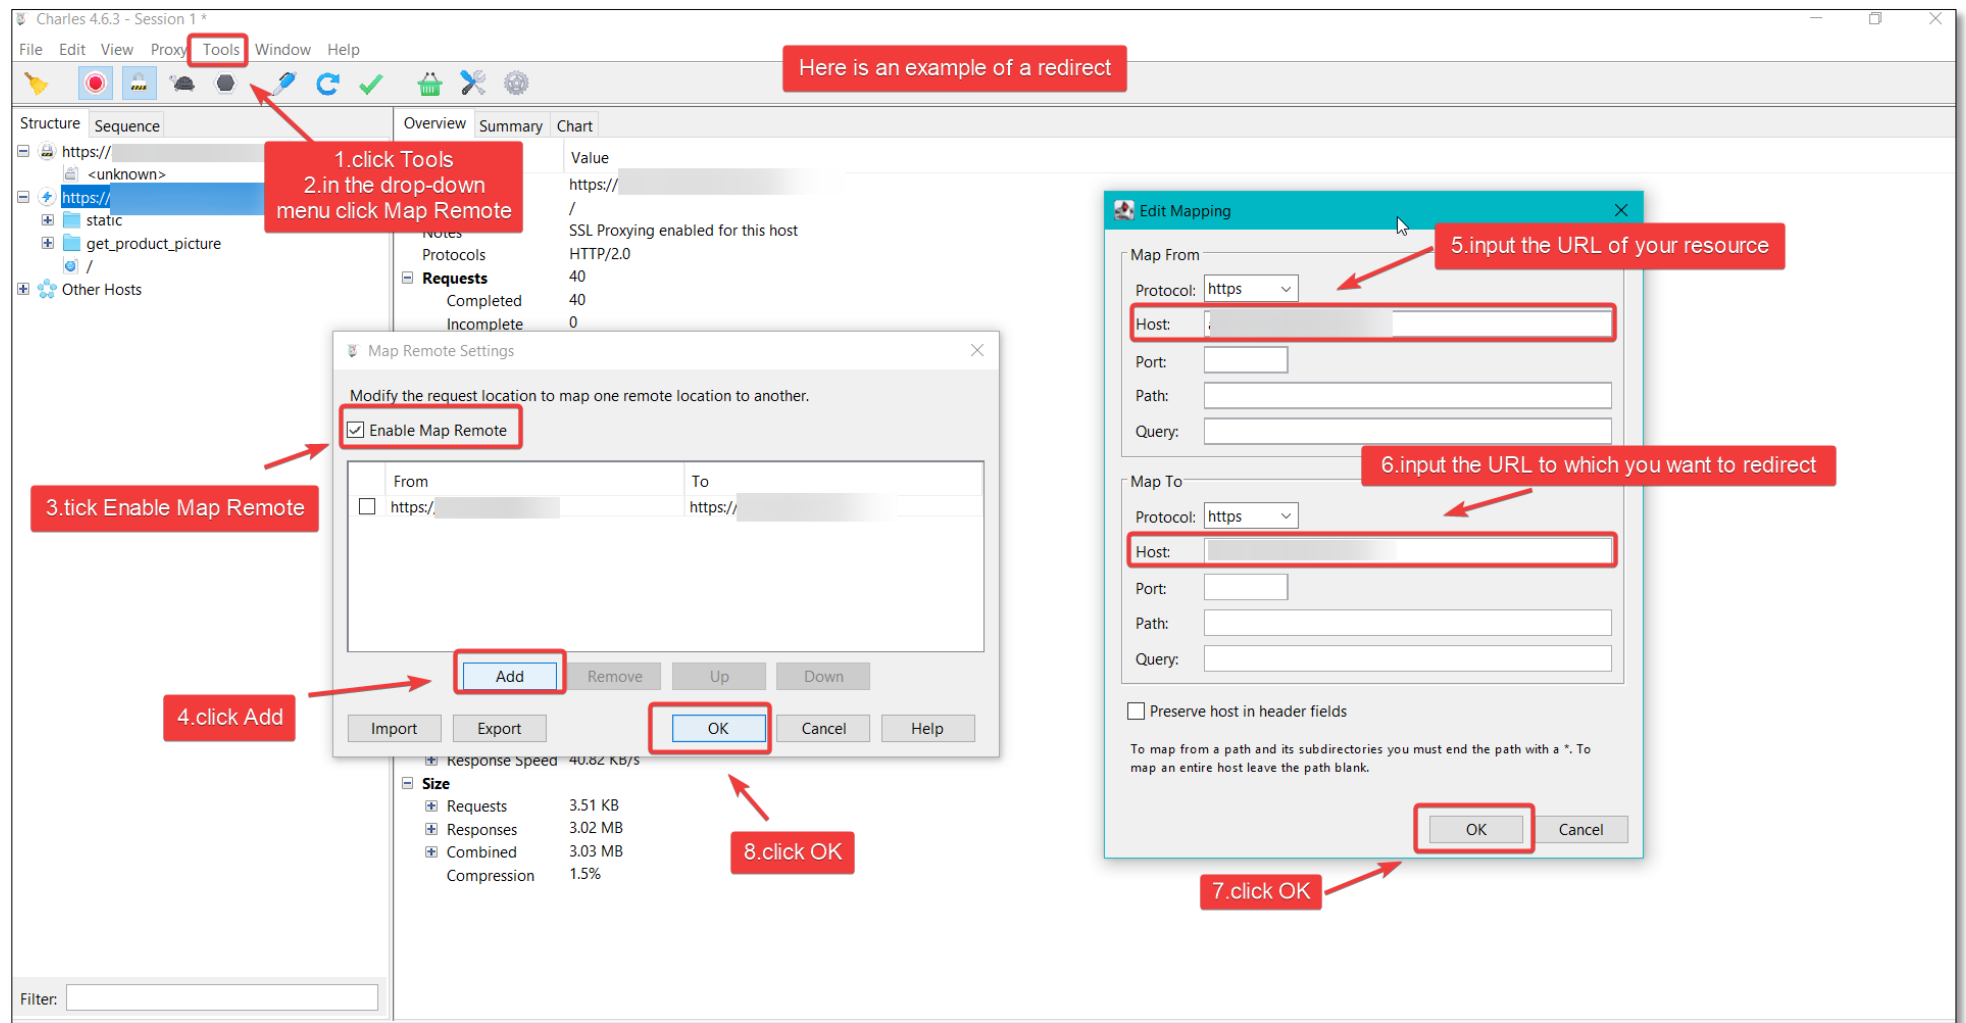 Charles 4.6.3 - Session 1 *
File Edit View Proxy Tools Window Help
Here is an example of a redirect
Structure Sequence
Overview Summary Chart
https://
<unknown>
https://
static
get_product_picture
/
Other Hosts
1.click Tools
2.in the drop-down
menu click Map Remote
Value
https://
/
Notes SSL Proxying enabled for this host
Protocols HTTP/2.0
Requests 40
Completed 40
Incomplete 0
Map Remote Settings
Modify the request location to map one remote location to another.
Enable Map Remote
3.tick Enable Map Remote
From To
https:/ https://
Add Remove Up Down
4.click Add
Import Export OK Cancel Help
Response Speed 40.82 KB/s
Size
Requests 3.51 KB
Responses 3.02 MB
Combined 3.03 MB
Compression 1.5%
8.click OK
Edit Mapping
5.input the URL of your resource
Map From
Protocol: https
Host:
Port:
Path:
Query:
6.input the URL to which you want to redirect
Map To
Protocol: https
Host:
Port:
Path:
Query:
Preserve host in header fields
To map from a path and its subdirectories you must end the path with a *. To
map an entire host leave the path blank.
OK Cancel
7.click OK
Filter: